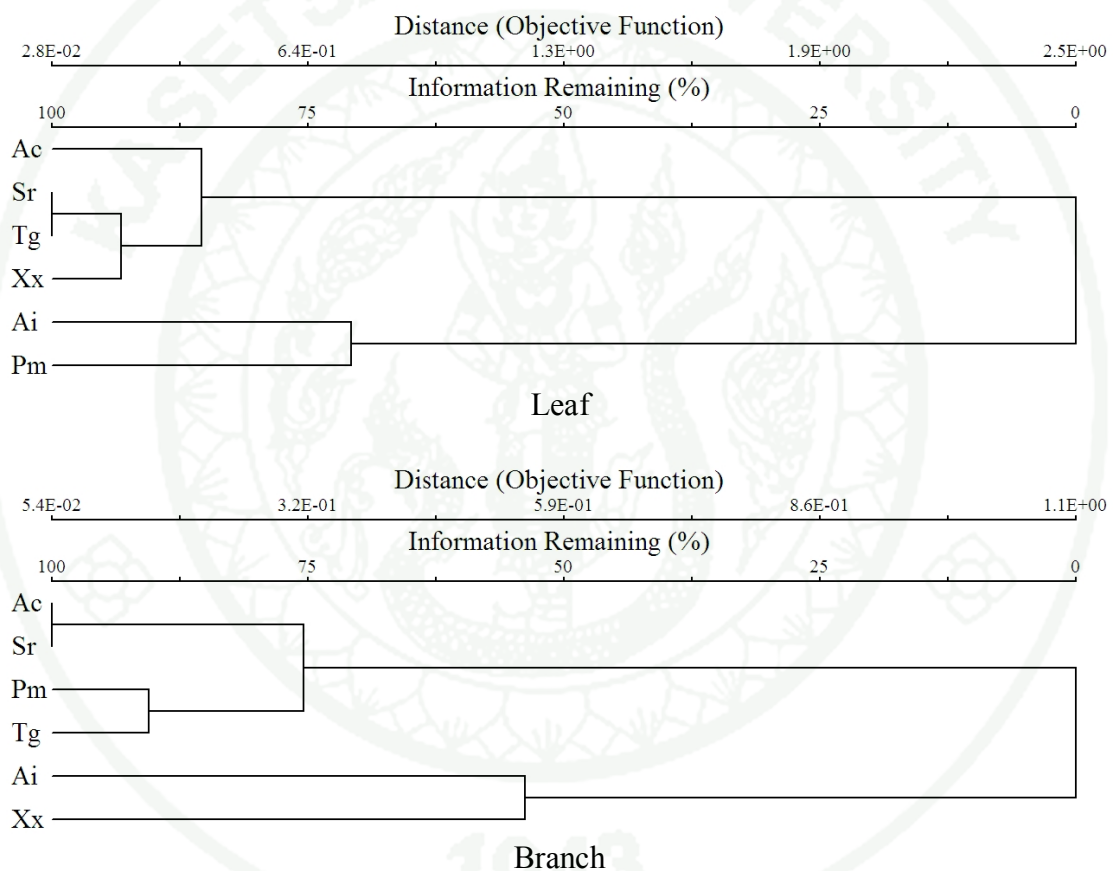 Distance (Objective Function)
2.8E-02 6.4E-01 1.3E+00 1.9E+00 2.5E+00
Information Remaining (%)
100 75 50 25 0
Ac
Sr
Tg
Xx
Ai
Pm
Leaf
Distance (Objective Function)
5.4E-02 3.2E-01 5.9E-01 8.6E-01 1.1E+00
Information Remaining (%)
100 75 50 25 0
Ac
Sr
Pm
Tg
Ai
Xx
1943
Branch